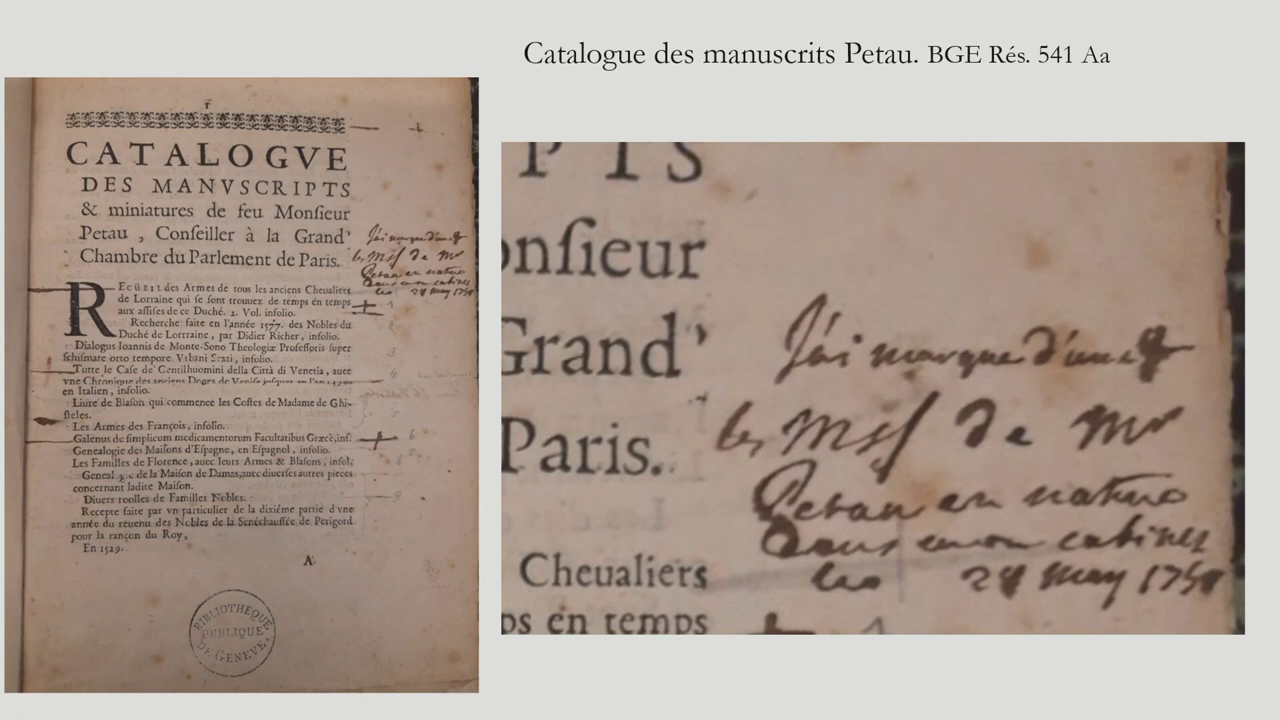 Catalogue des manuscrits Petau. BGE Rés. 541 Aa
1
CATALOGVE
DES MANVSCRIPTS
& miniatures de feu Monſieur
Petau , Conſeiller à la Grand'
Chambre du Parlement de Paris.
REcüeil des Armes de tous les anciens Cheualiers
de Lorraine qui ſe ſont trouuez de temps en temps
aux aſſiſes de ce Duché. 2. Vol. infolio.
Recherche faite en l'année 1577. des Nobles du
Duché de Lorrraine, par Didier Richer, infolio.
Dialogus Ioannis de Monte-Sono Theologiæ Profeſſoris ſuper
ſchiſmate orto tempore Vrbani Sexti, infolio.
Tutte le Caſe de' Gentilhuomini della Città di Venetia, auec
vne Chronique des anciens Doges de Veniſe juſques en l'an
en Italien, infolio.
Liure de Blaſon qui commence les Coſtes de Madame de Ghi-
ſteles.
Les Armes des François, infolio.
Galenus de ſimplicum medicamentorum Facultatibus Græcè, inf.
Genealogie des Maiſons d'Eſpagne, en Eſpagnol, infolio.
Les Familles de Florence, auec leurs Armes & Blaſons, infol.
de la Maiſon de Damas, auec diuerſes autres pieces
concernant ladite Maiſon.
Diuers roolles de Familles Nobles.
Recepte faite par vn particulier de la dixiéme partie d'vne
année du reuenu des Nobles de la Seneſchauſſée de Perigord
pour la rançon du Roy,
En 1529.
A
BIBLIOTHEQUE
PUBLIQUE
DE GENEVE
PTS
onſieur
Grand'
Paris.
Cheualiers
ps en temps
J'ai marque d'une
les Mss de Mr
Petau en nature
Dans mon cabinet
28 may